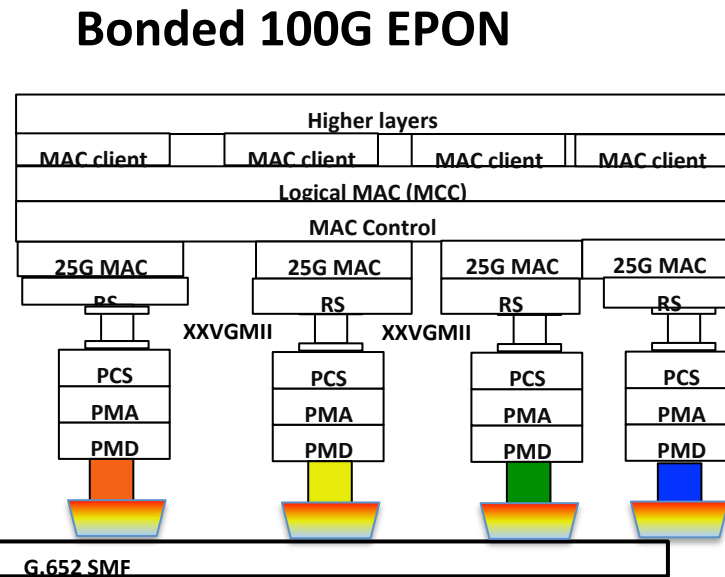 Bonded 100G EPON
Higher layers
MAC client MAC client MAC client MAC client
Logical MAC (MCC)
MAC Control
25G MAC 25G MAC 25G MAC 25G MAC
RS RS RS RS
XXVGMII XXVGMII
PCS PCS PCS PCS
PMA PMA PMA PMA
PMD PMD PMD PMD
G.652 SMF